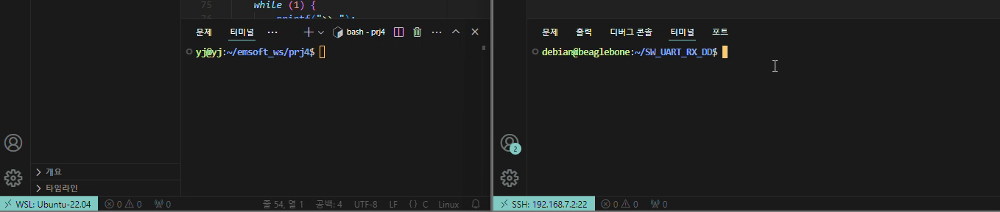 75 while (1) {
76 printf(">> ");
문제 터미널 ··· bash - prj4 ···
yj@yj:~/emsoft_ws/prj4$
개요
타임라인
WSL: Ubuntu-22.04 0 0 0 줄 54, 열 1 공백: 4 UTF-8 LF {} C Linux
문제 출력 디버그 콘솔 터미널 포트
debian@beaglebone:~/SW_UART_RX_DD$
2
SSH: 192.168.7.2:22 0 0 0